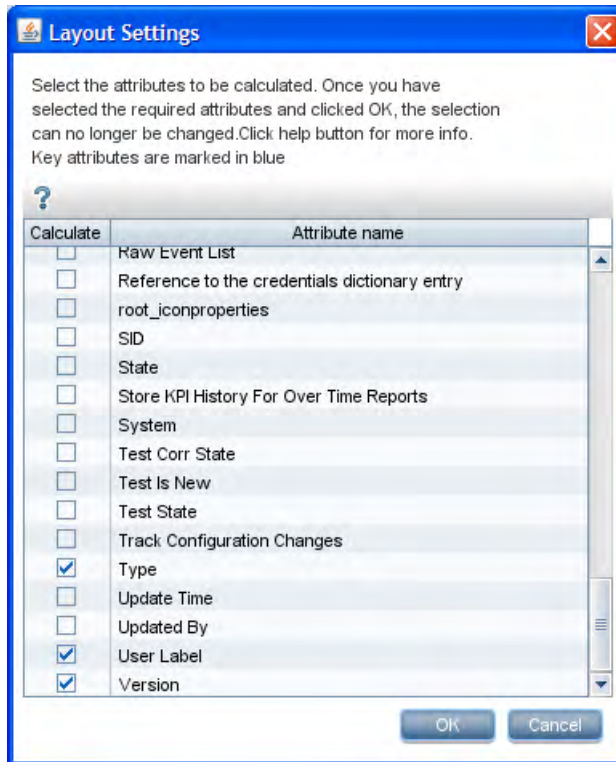 Layout Settings
Select the attributes to be calculated. Once you have
selected the required attributes and clicked OK, the selection
can no longer be changed.Click help button for more info.
Key attributes are marked in blue
?
Calculate Attribute name
Raw Event List
Reference to the credentials dictionary entry
root_iconproperties
SID
State
Store KPI History For Over Time Reports
System
Test Corr State
Test Is New
Test State
Track Configuration Changes
Type
Update Time
Updated By
User Label
Version
OK Cancel